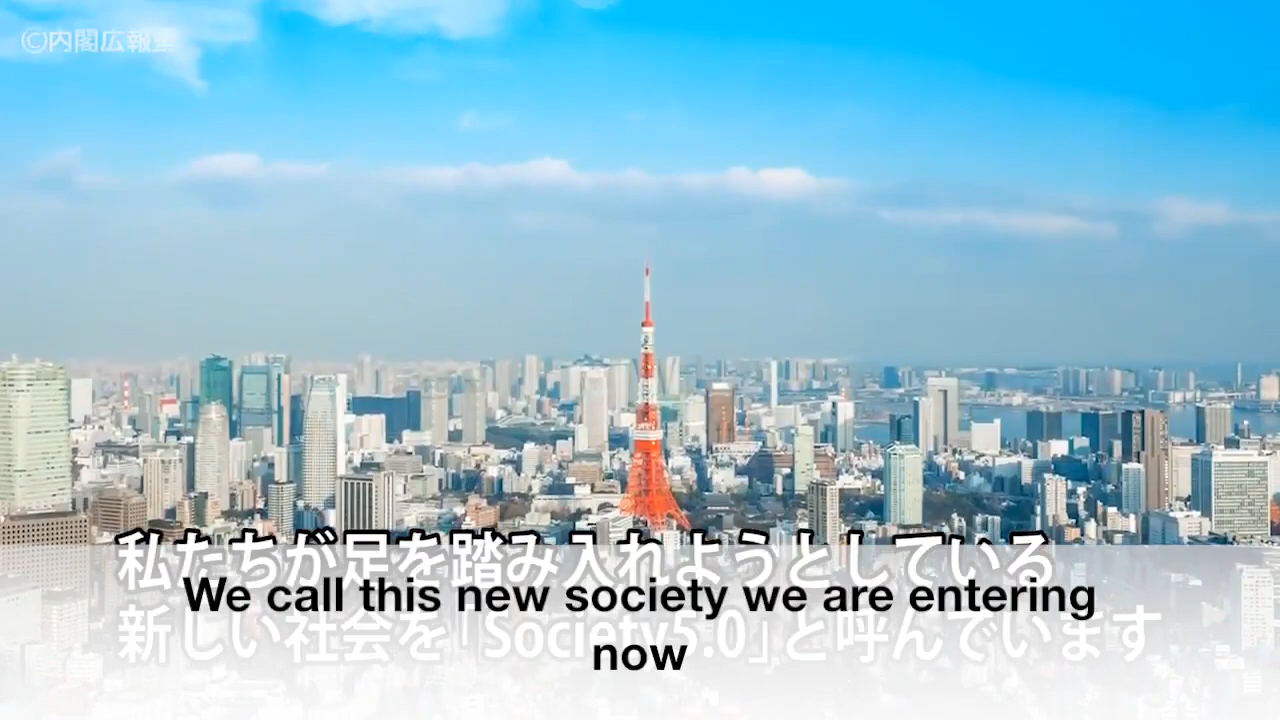 ©内閣広報室
私たちが足を踏み入れようとしている
We call this new society we are entering
新しい社会を「Society5.0」と呼んでいます
now